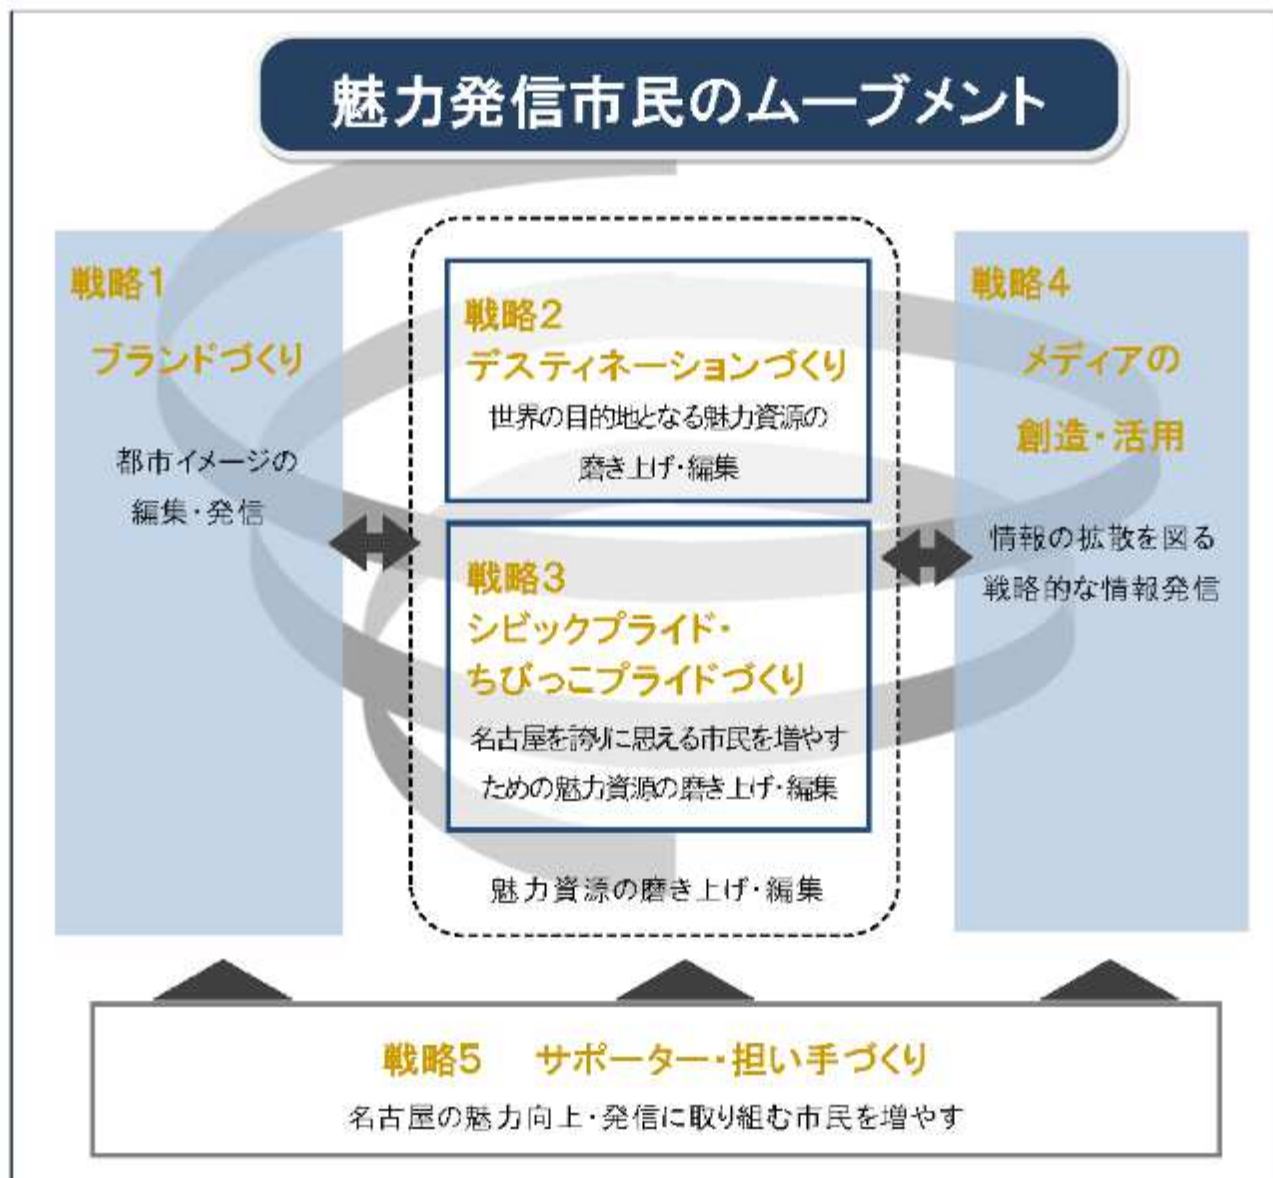 魅力発信市民のムーブメント
戦略1
ブランドづくり
都市イメージの
編集・発信
戦略2
デスティネーションづくり
世界の目的地となる魅力資源の
磨き上げ・編集
戦略3
シビックプライド・
ちびっこプライドづくり
名古屋を誇りに思える市民を増やす
ための魅力資源の磨き上げ・編集
魅力資源の磨き上げ・編集
戦略4
メディアの
創造・活用
情報の拡散を図る
戦略的な情報発信
戦略5 サポーター・担い手づくり
名古屋の魅力向上・発信に取り組む市民を増やす